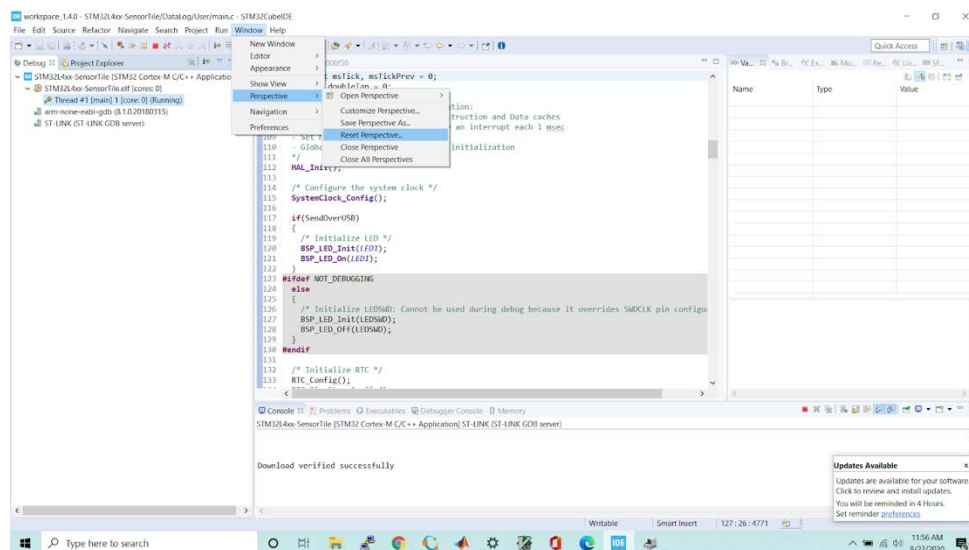 workspace_1.4.0 - STM32L4xx-SensorTile/DataLog/User/main.c - STM32CubeIDE
File Edit Source Refactor Navigate Search Project Run Window Help
Quick Access
Debug Project Explorer
STM32L4xx-SensorTile [STM32 Cortex-M C/C++ Applicatio
STM32L4xx-SensorTile.elf [cores: 0]
Thread #1 [main] 1 [core: 0] (Running)
arm-none-eabi-gdb (8.1.0.20180315)
ST-LINK (ST-LINK GDB server)
New Window
Editor
Appearance
Show View
Perspective
Navigation
Preferences
Open Perspective
Customize Perspective...
Save Perspective As...
Reset Perspective...
Close Perspective
Close All Perspectives
msTick, msTickPrev = 0;
doubleTap = 0;
tion:
truction and Data caches
an interrupt each 1 msec
109 - Set
110 - Globa initialization
111 */
112 HAL_Init();
113
114 /* Configure the system clock */
115 SystemClock_Config();
116
117 if(SendOverUSB)
118 {
119 /* Initialize LED */
120 BSP_LED_Init(LED1);
121 BSP_LED_On(LED1);
122 }
123 #ifdef NOT_DEBUGGING
124 else
125 {
126 /* Initialize LEDSWD: Cannot be used during debug because it overrides SWDCLK pin configu
127 BSP_LED_Init(LEDSWD);
128 BSP_LED_Off(LEDSWD);
129 }
130 #endif
131
132 /* Initialize RTC */
133 RTC_Config();
Name Type Value
Console Problems Executables Debugger Console Memory
STM32L4xx-SensorTile [STM32 Cortex-M C/C++ Application] ST-LINK (ST-LINK GDB server)
Download verified successfully
Updates Available x
Updates are available for your software.
Click to review and install updates.
You will be reminded in 4 Hours.
Set reminder preferences
Writable Smart Insert 127 : 26 : 4771
Type here to search
IDE
11:56 AM
8/22/2020